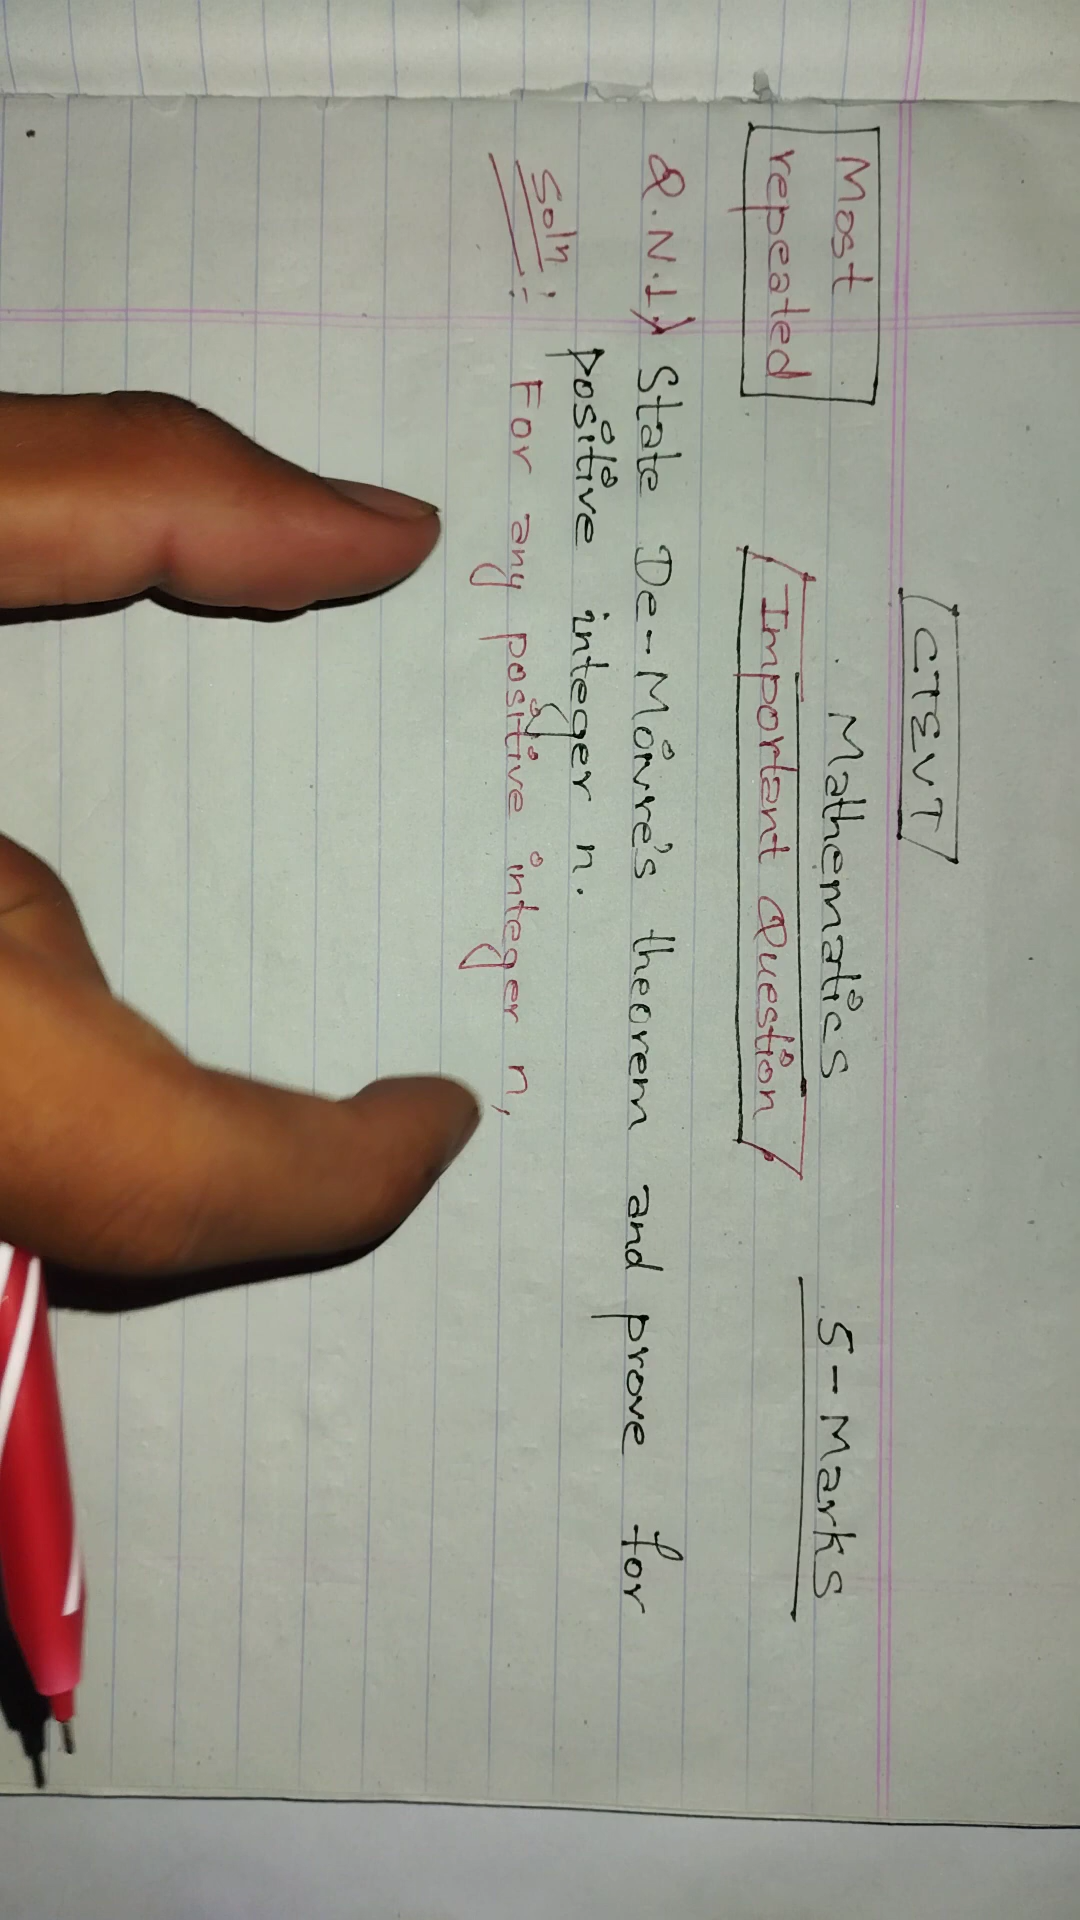 CTEVT
Mathematics
5-Marks
Most
repeated
Important Question
Q.N.1) State De-Moivre's theorem and prove for
positive integer n.
Soln:
For any positive integer n,